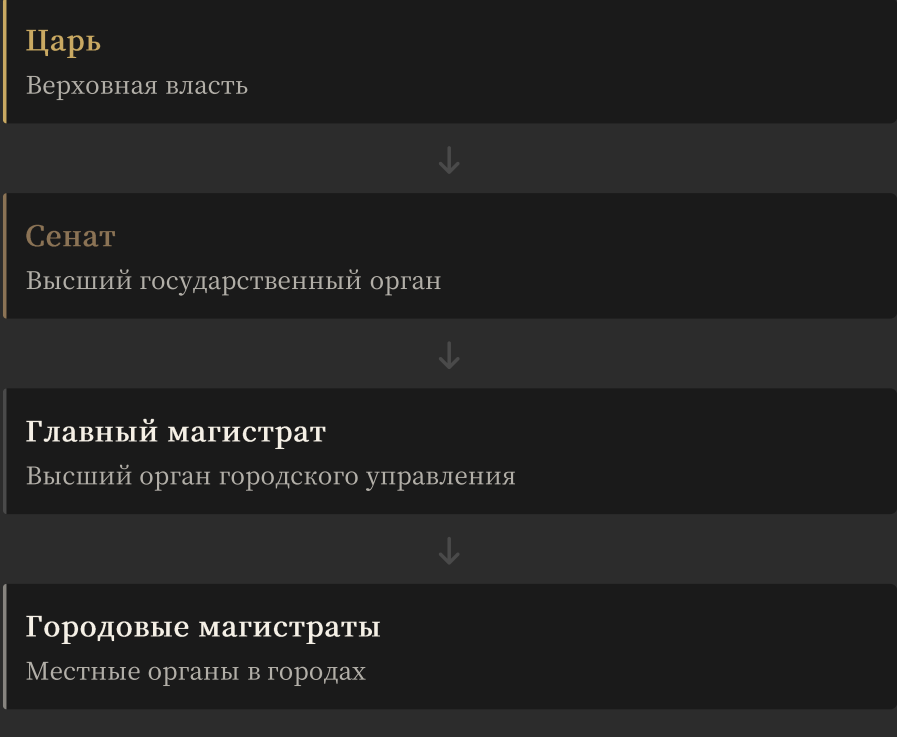 Царь
Верховная власть
Сенат
Высший государственный орган
Главный магистрат
Высший орган городского управления
Городовые магистраты
Местные органы в городах